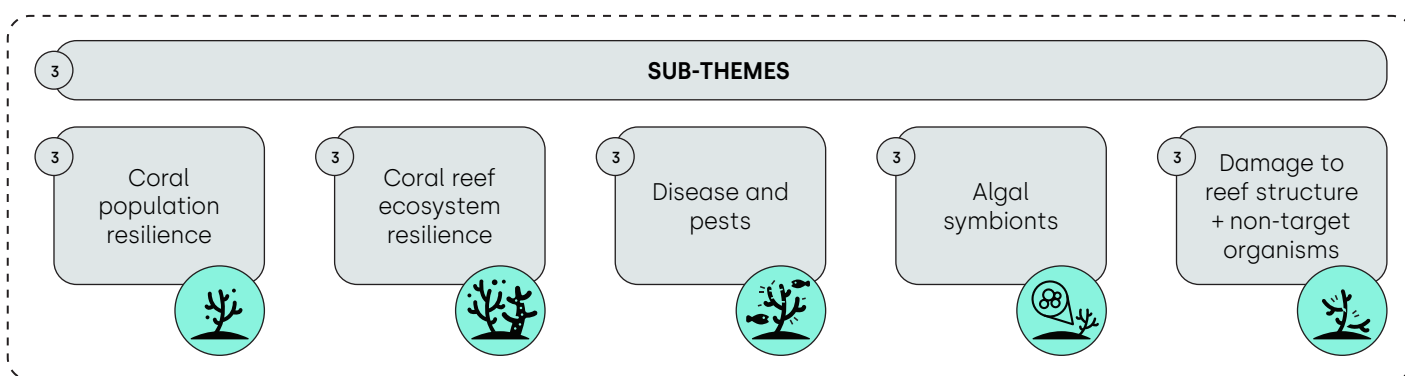 3
SUB-THEMES
3
Coral
population
resilience
3
Coral reef
ecosystem
resilience
3
Disease and
pests
3
Algal
symbionts
3
Damage to
reef structure
+ non-target
organisms